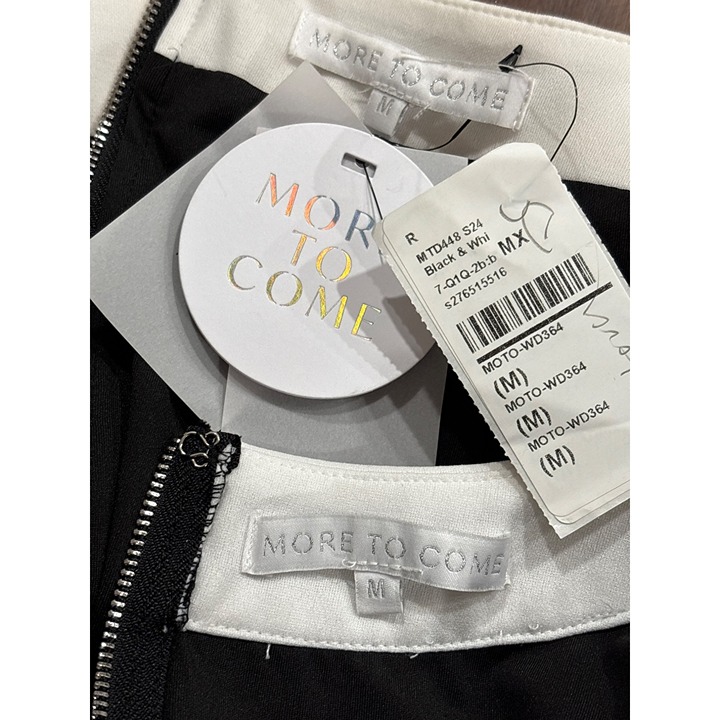 MORE TO COME
M
MORE
TO
COME
R
MTD448 S24
Black & Whi
7-Q1Q-2b:b MX
s276515516
MOTO-WD364
(M)
MOTO-WD364
(M)
MOTO-WD364
(M)
MORE TO COME
M